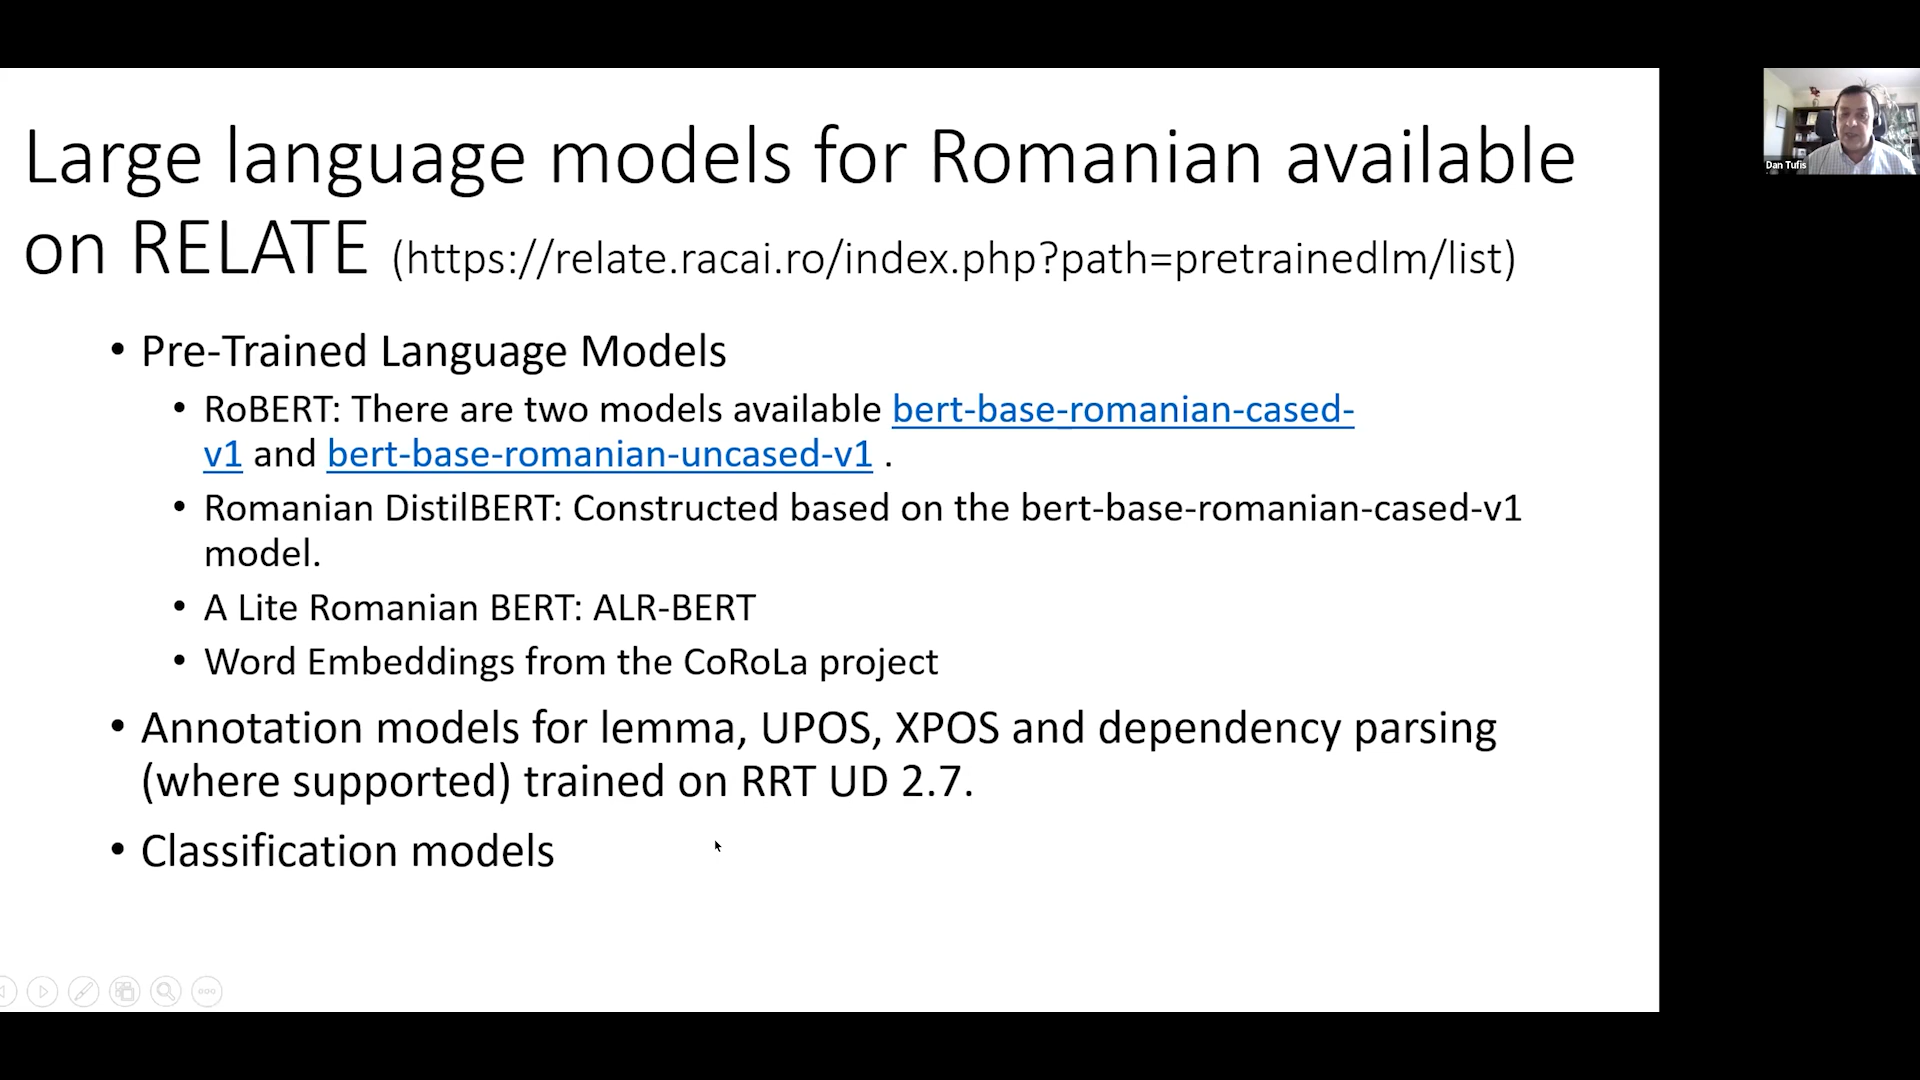 Large language models for Romanian available
on RELATE (https://relate.racai.ro/index.php?path=pretrainedlm/list)
• Pre-Trained Language Models
• RoBERT: There are two models available bert-base-romanian-cased-
v1 and bert-base-romanian-uncased-v1 .
• Romanian DistilBERT: Constructed based on the bert-base-romanian-cased-v1
model.
• A Lite Romanian BERT: ALR-BERT
• Word Embeddings from the CoRoLa project
• Annotation models for lemma, UPOS, XPOS and dependency parsing
(where supported) trained on RRT UD 2.7.
• Classification models
Dan Tufis